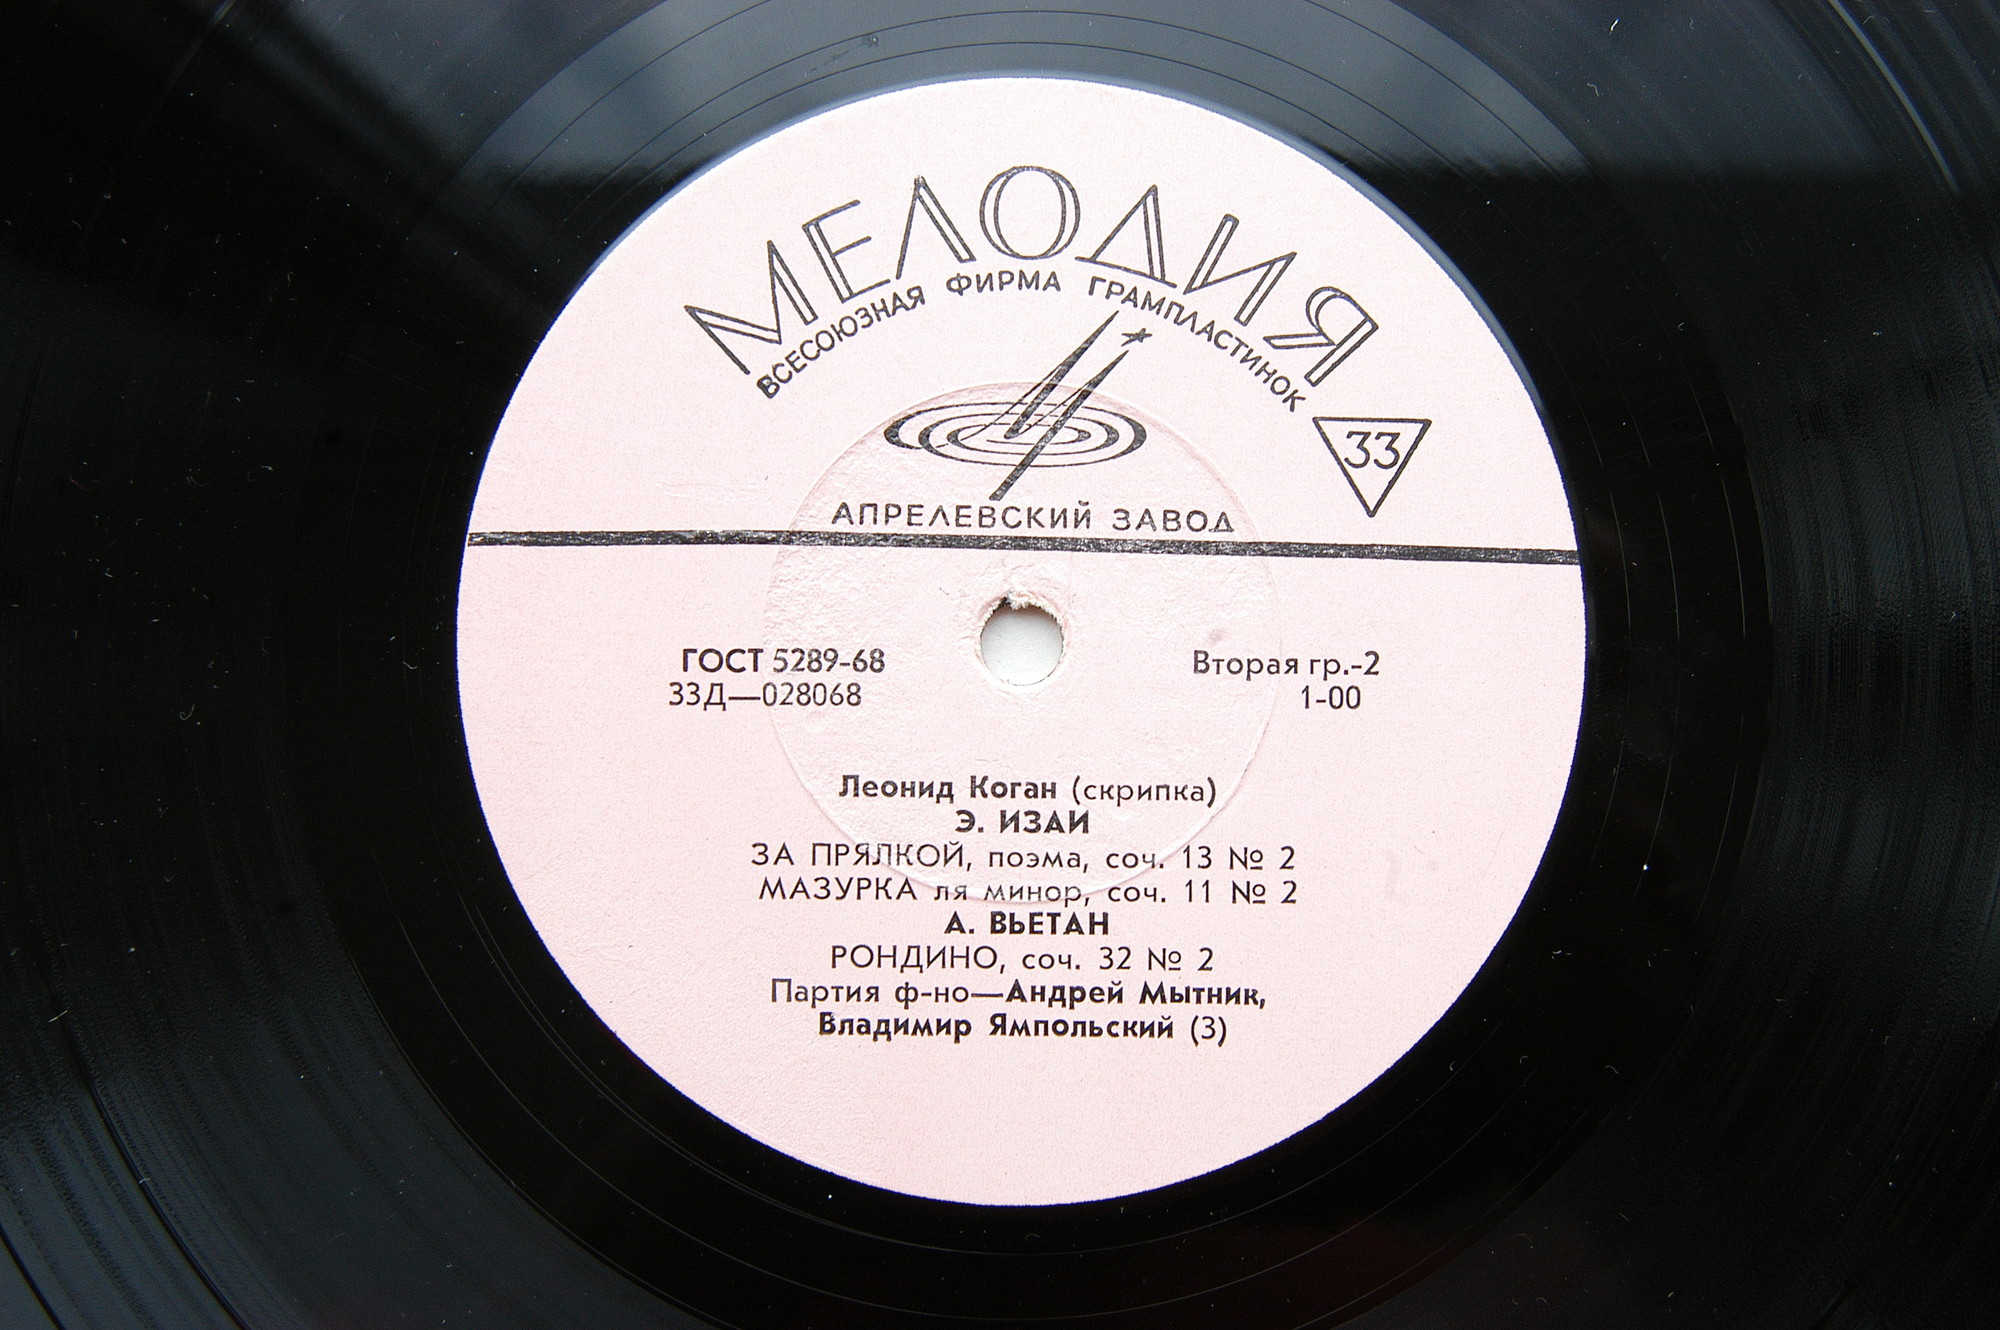 МЕЛОДИЯ
ВСЕСОЮЗНАЯ ФИРМА ГРАМПЛАСТИНОК
33
АПРЕЛЕВСКИЙ ЗАВОД
ГОСТ 5289-68
Вторая гр.-2
33Д—028068
1-00
Леонид Коган (скрипка)
Э. ИЗАИ
ЗА ПРЯЛКОЙ, поэма, соч. 13 № 2
МАЗУРКА ля минор, соч. 11 № 2
А. ВЬЕТАН
РОНДИНО, соч. 32 № 2
Партия ф-но—Андрей Мытник,
Владимир Ямпольский (3)